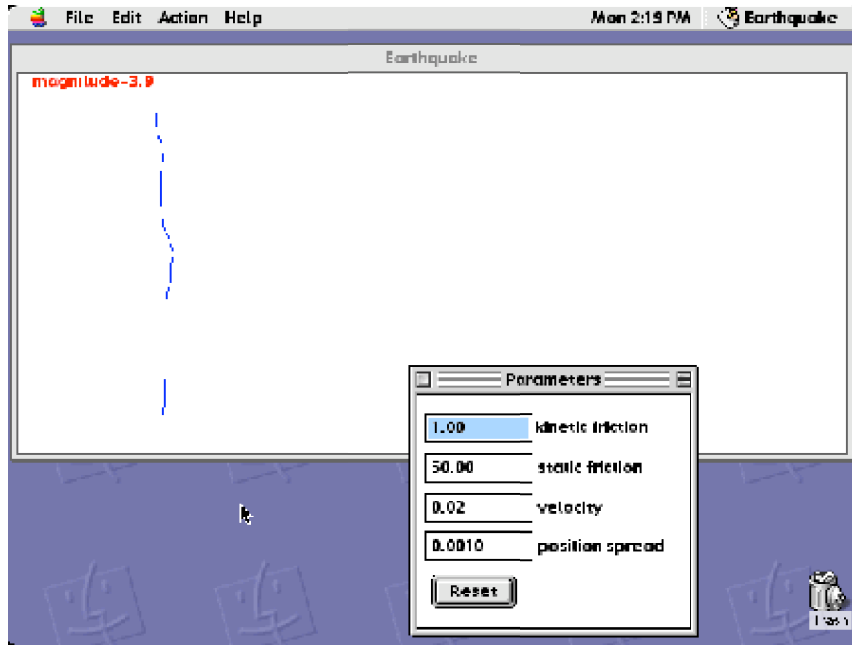 File Edit Action Help Mon 2:19 PM Earthquake
Earthquake
magnitude-3.9
Parameters
1.00 kinetic friction
50.00 static friction
0.02 velocity
0.0010 position spread
Reset
Trash